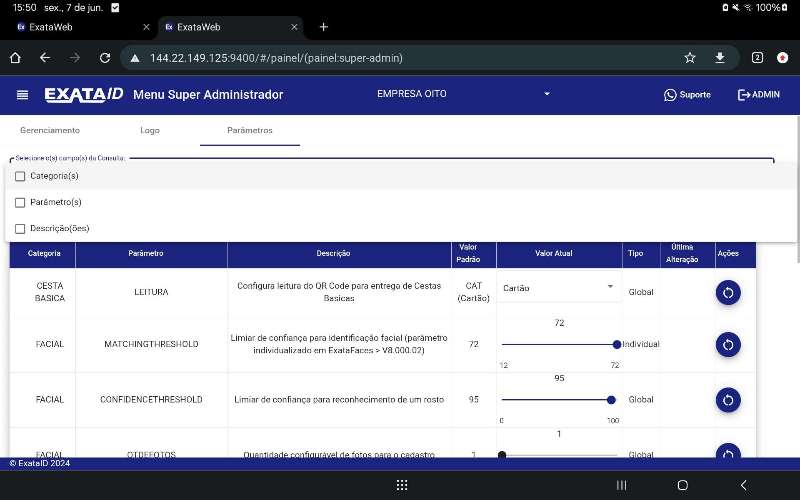 15:50 sex., 7 de jun. 100%
ExataWeb ExataWeb
144.22.149.125:9400/#/painel/(painel:super-admin) 2
EXATAID Menu Super Administrador EMPRESA OITO Suporte ADMIN
Gerenciamento Logo Parâmetros
Selecione o(s) campo(s) da Consulta:
Categoria(s)
Parâmetro(s)
Descrição(ões)
Categoria Parâmetro Descrição Valor Padrão Valor Atual Tipo Última Alteração Ações
CESTA BASICA LEITURA Configura leitura do QR Code para entrega de Cestas Basicas CAT (Cartão) Cartão Global
FACIAL MATCHINGTHRESHOLD Limiar de confiança para identificação facial (parâmetro individualizado em ExataFaces > V8.000.02) 72 72 12 72 Individual
FACIAL CONFIDENCETHRESHOLD Limiar de confiança para reconhecimento de um rosto 95 95 0 100 Global
FACIAL QTDEFOTOS Quantidade configurável de fotos para o cadastro 1 1 Global
© ExataID 2024